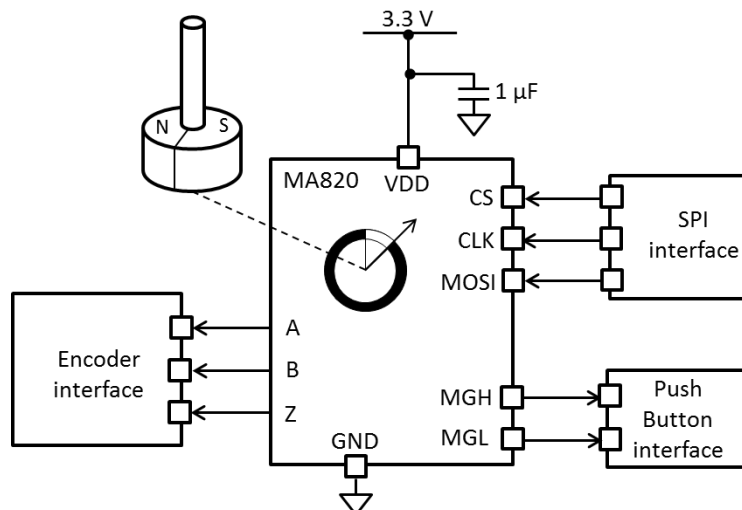 3.3 V
1 μF
N
S
MA820
VDD
CS
CLK
MOSI
SPI
interface
A
B
Z
Encoder
interface
MGH
MGL
Push
Button
interface
GND